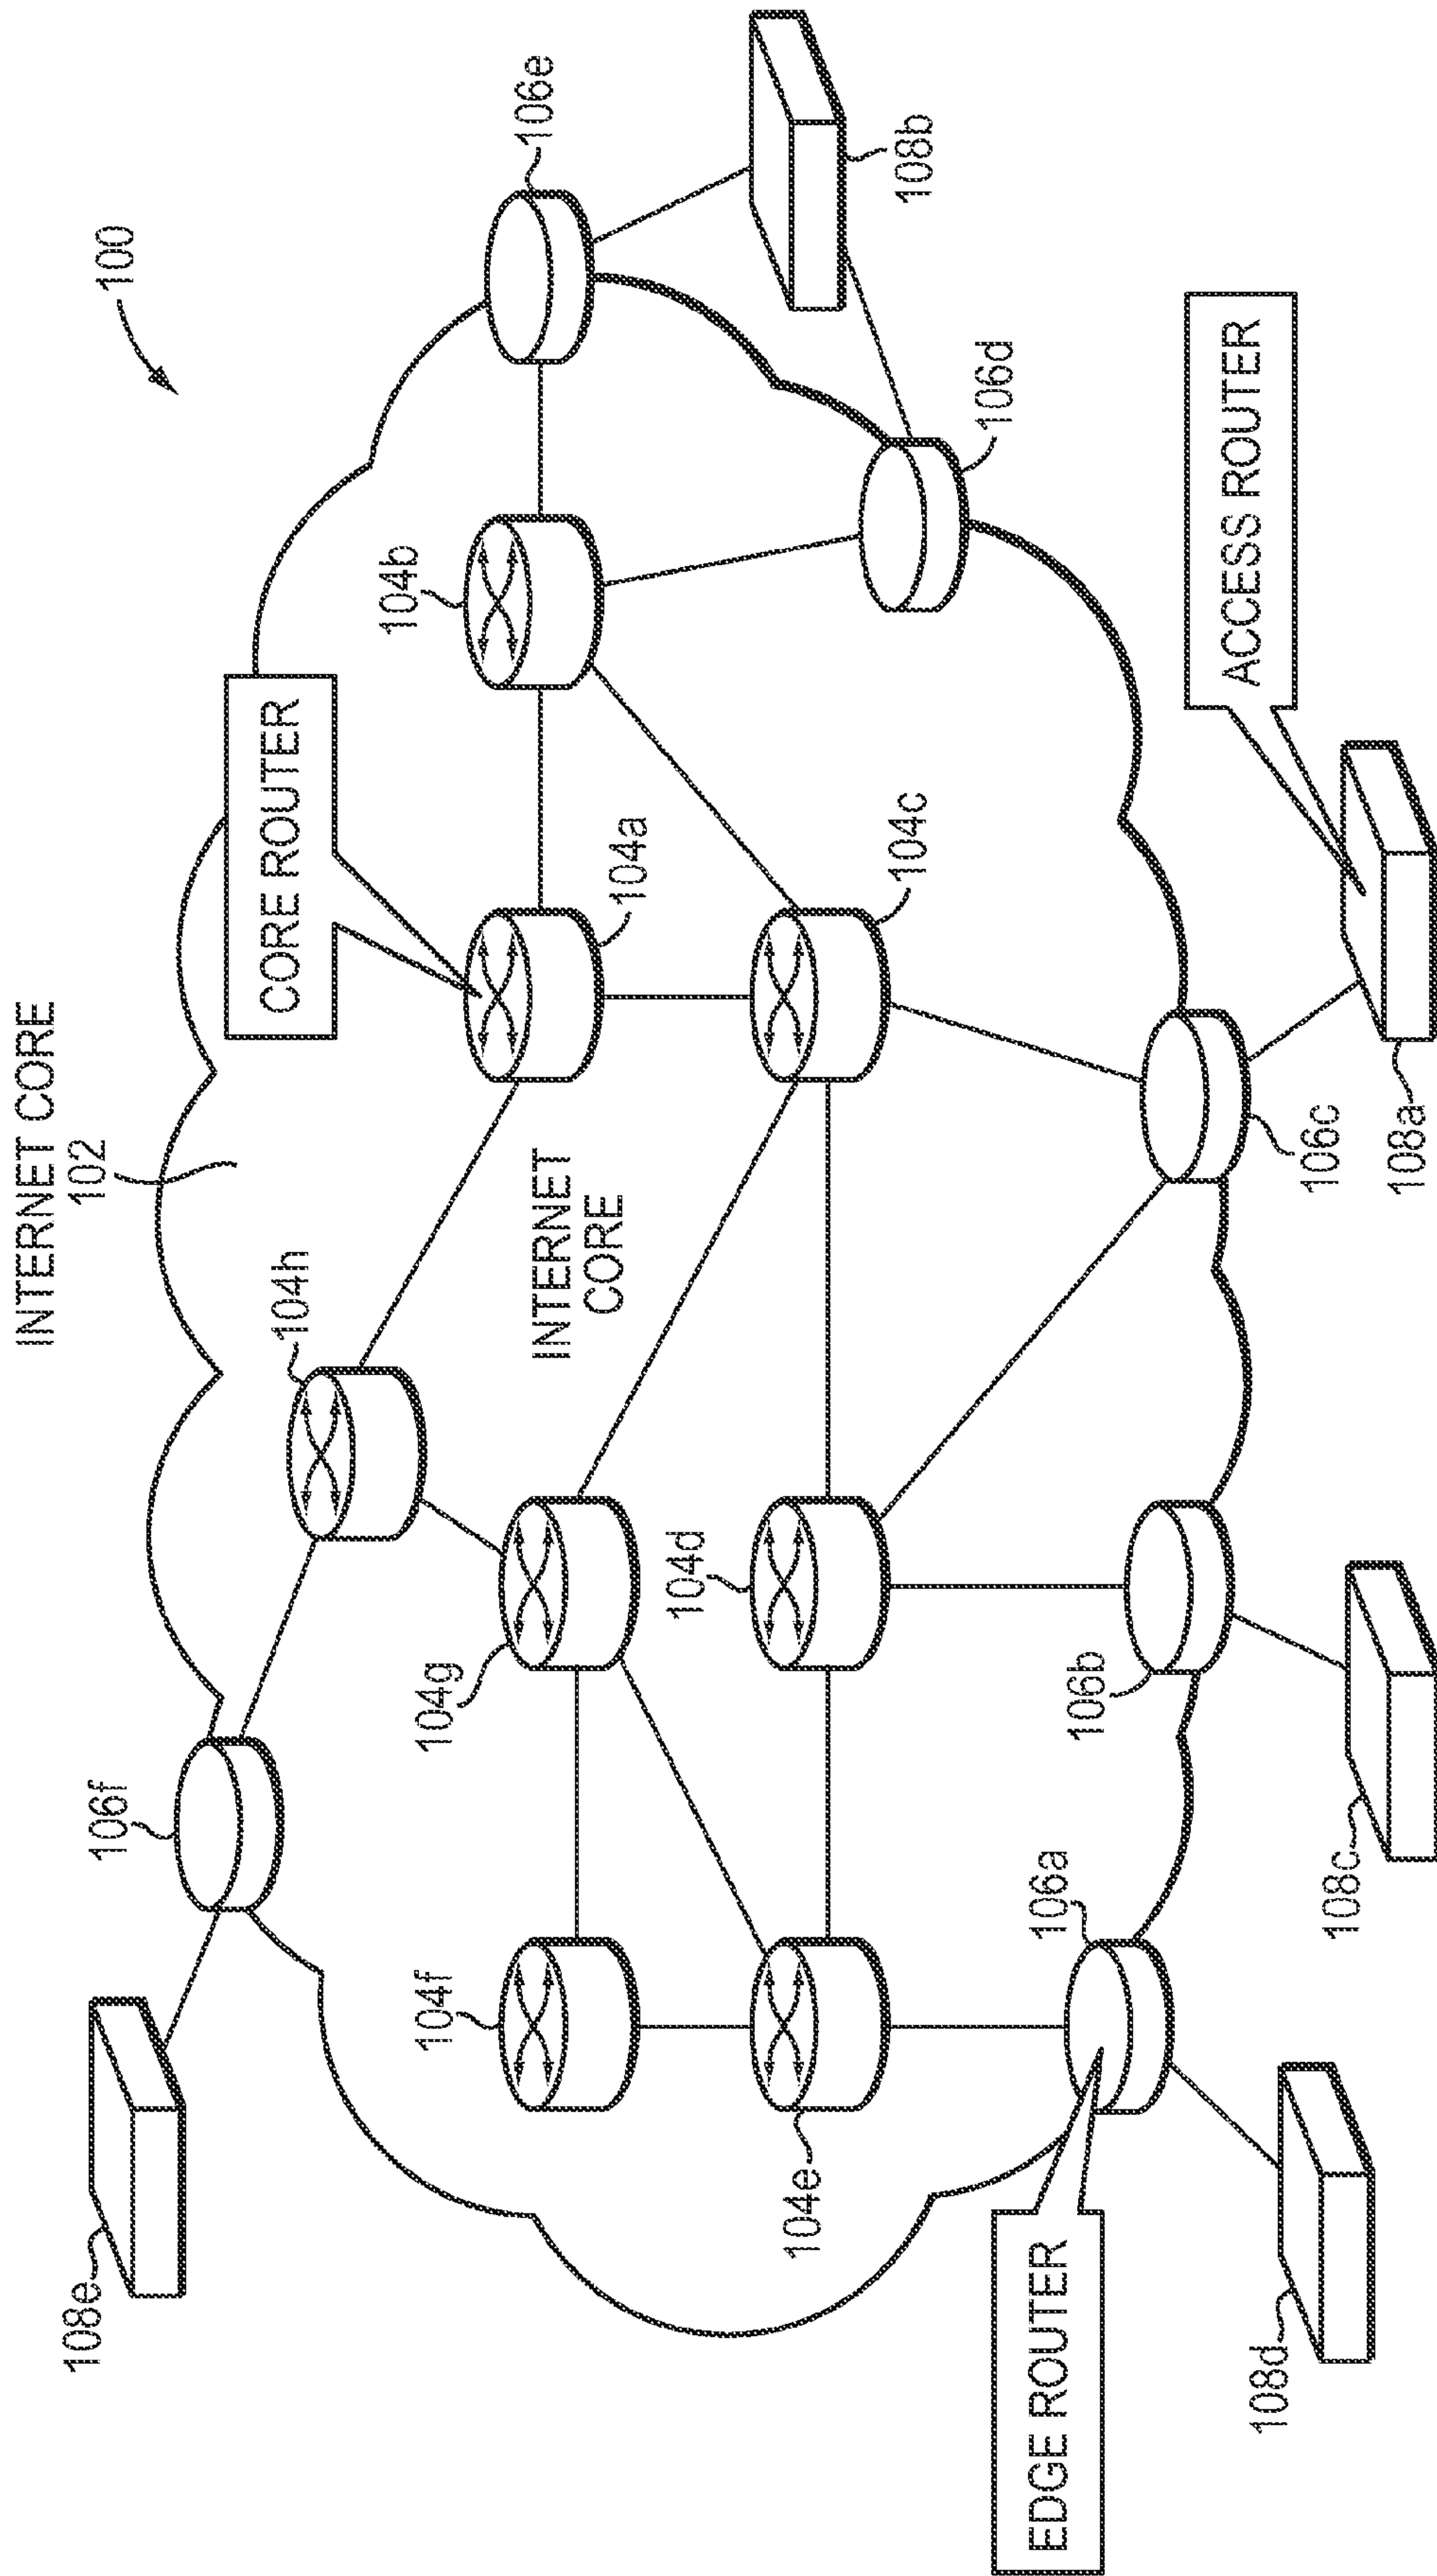 INTERNET CORE
102
100
108e
106f
104h
CORE ROUTER
104b
106e
104f
104g
INTERNET
CORE
104a
108b
104d
104c
106d
104e
106a
106b
EDGE ROUTER
ACCESS ROUTER
106c
108d
108c
108a